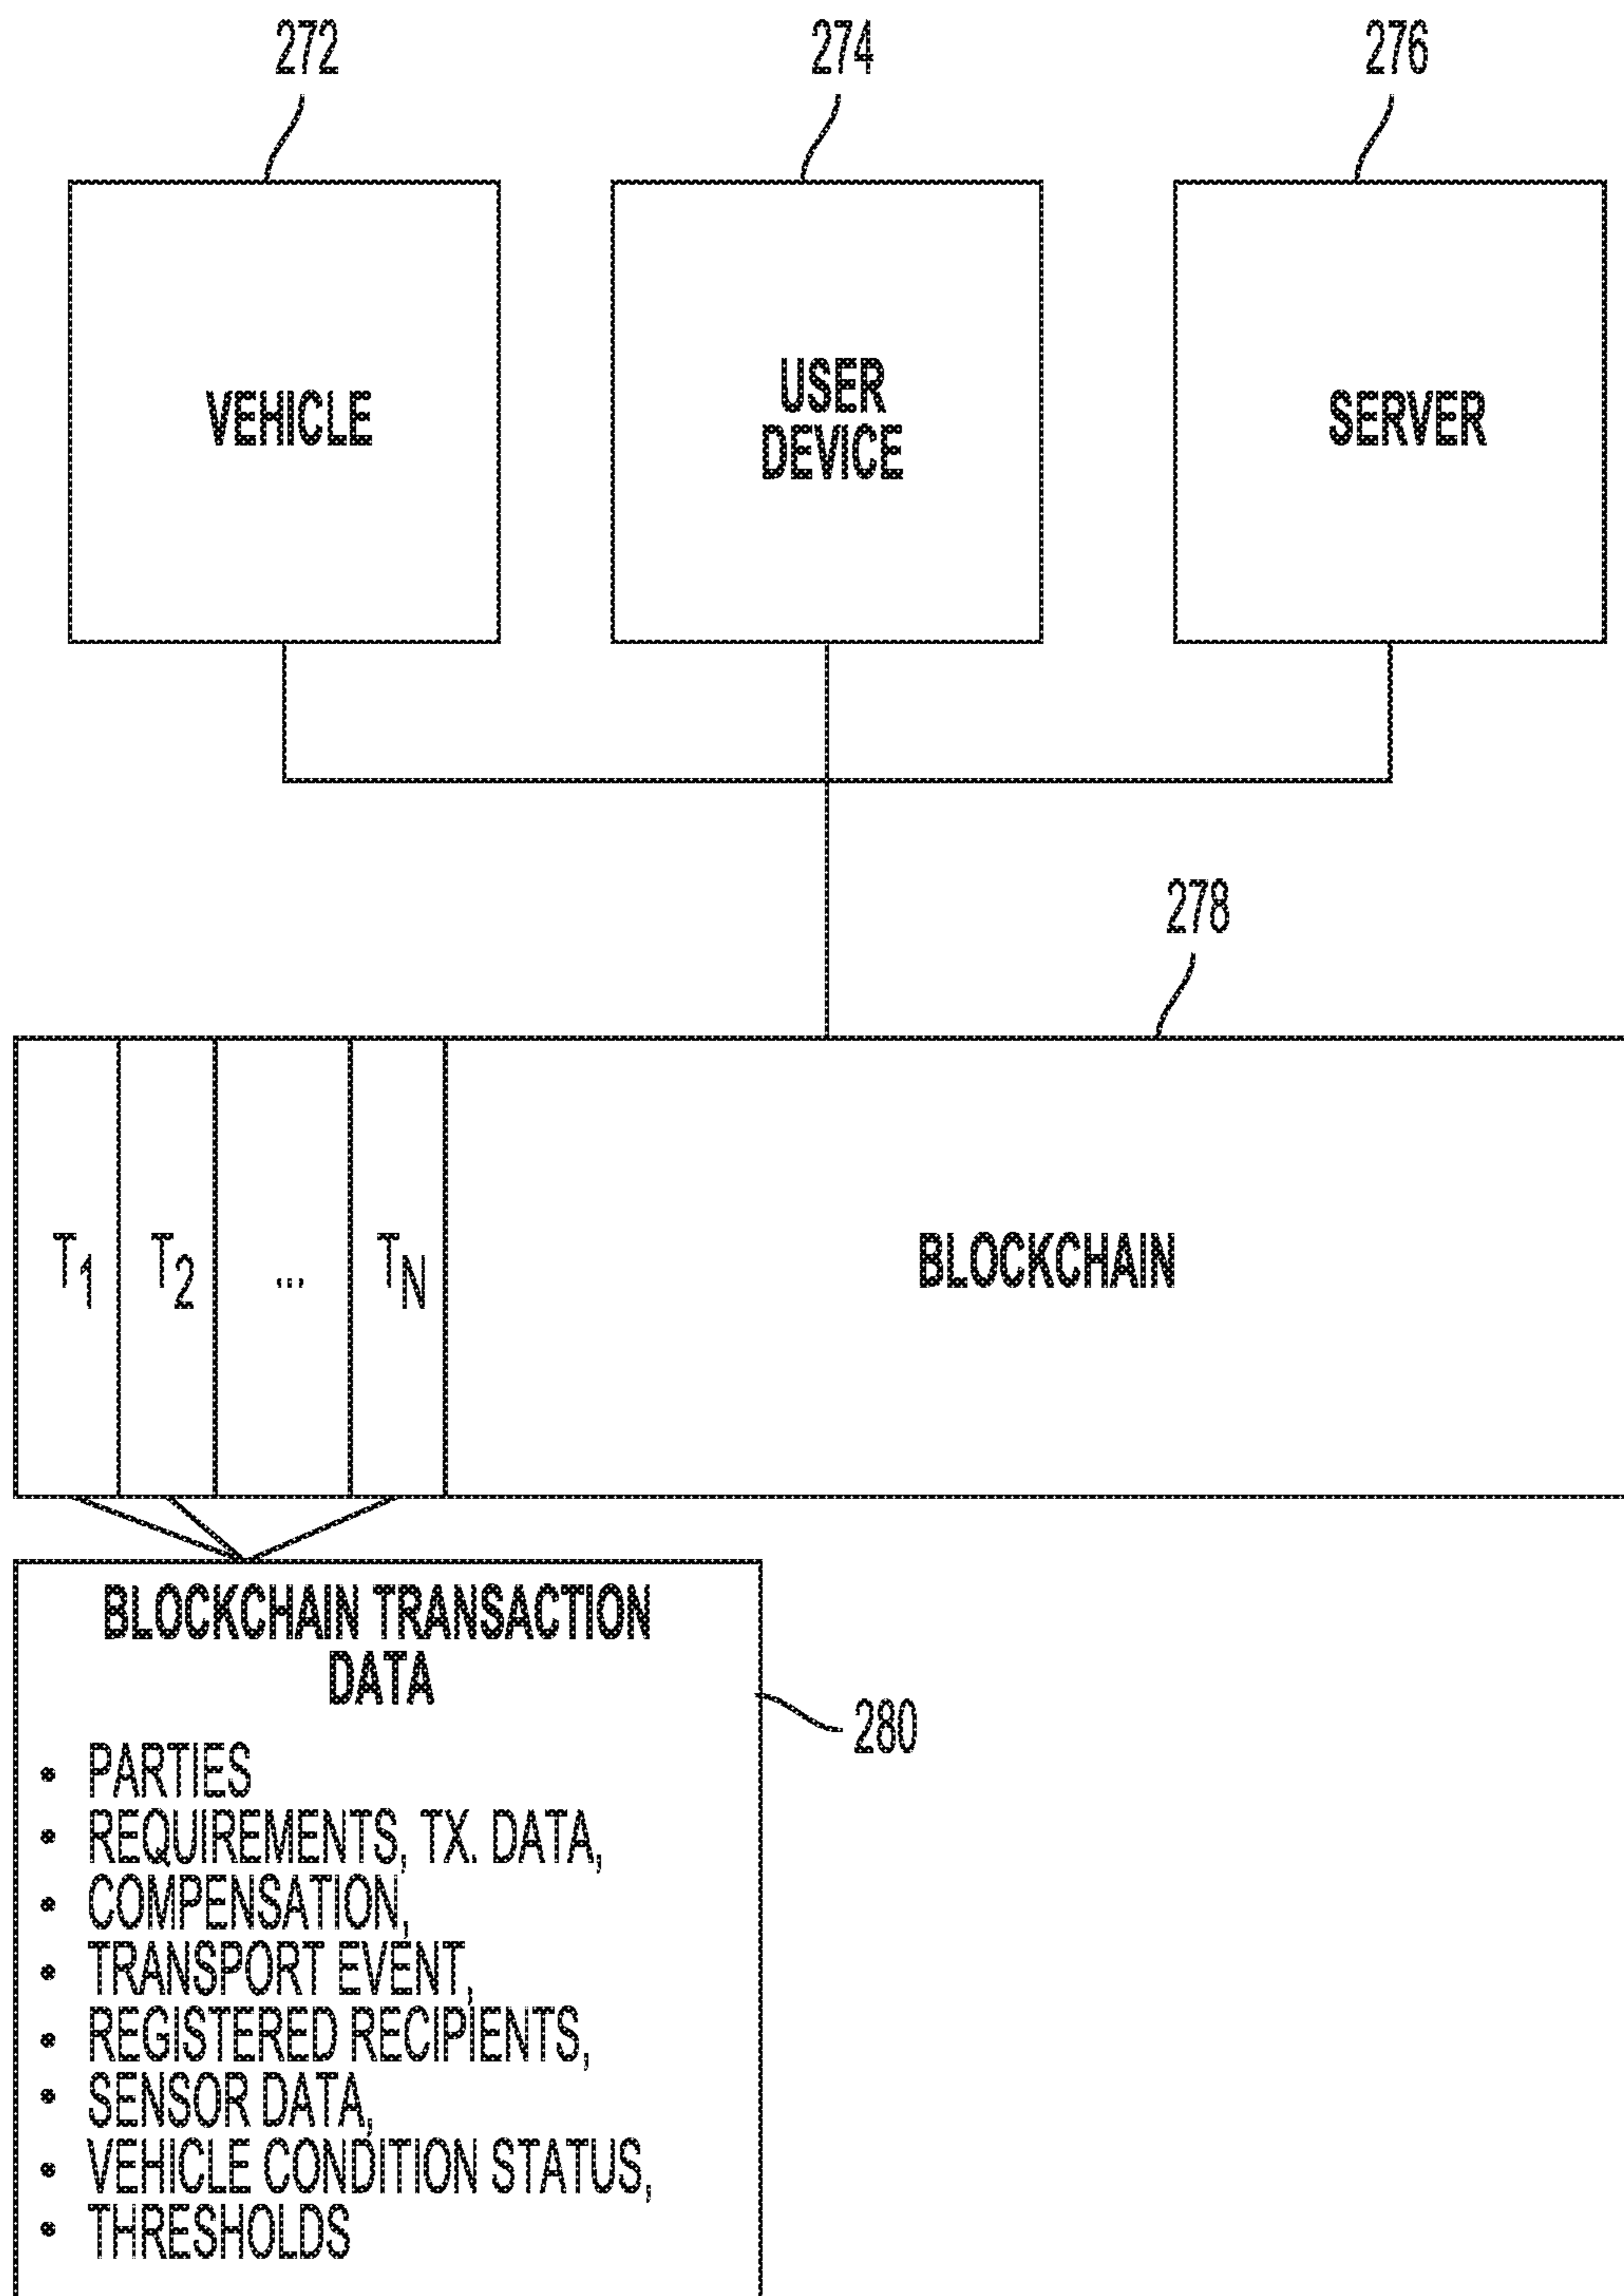 272
274
276
VEHICLE
USER
DEVICE
SERVER
278
T1
T2
...
TN
BLOCKCHAIN
BLOCKCHAIN TRANSACTION
DATA
280
• PARTIES
• REQUIREMENTS, TX. DATA,
• COMPENSATION,
• TRANSPORT EVENT,
• REGISTERED RECIPIENTS,
• SENSOR DATA,
• VEHICLE CONDITION STATUS,
• THRESHOLDS